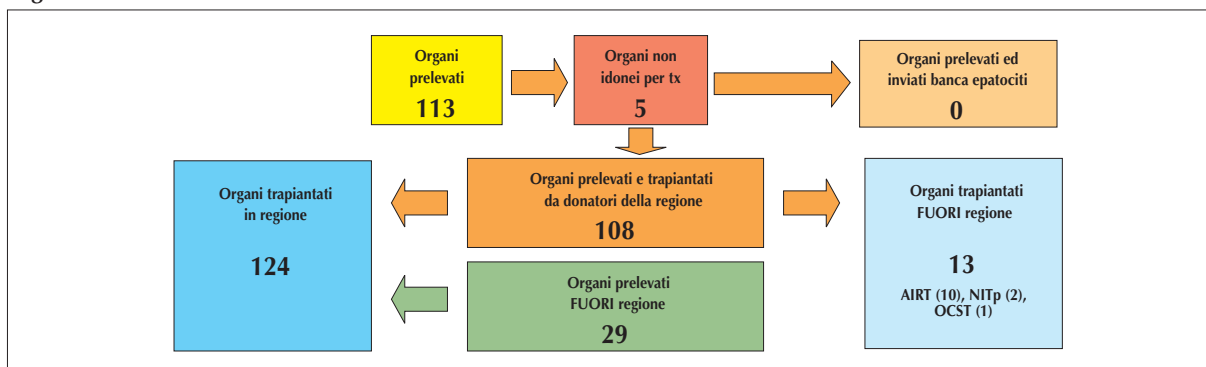 Organi
prelevati
113
Organi non
idonei per tx
5
Organi prelevati ed
inviati banca epatociti
0
Organi trapiantati
in regione
124
Organi prelevati e trapiantati
da donatori della regione
108
Organi trapiantati
FUORI regione
13
AIRT (10), NITp (2),
OCST (1)
Organi prelevati
FUORI regione
29